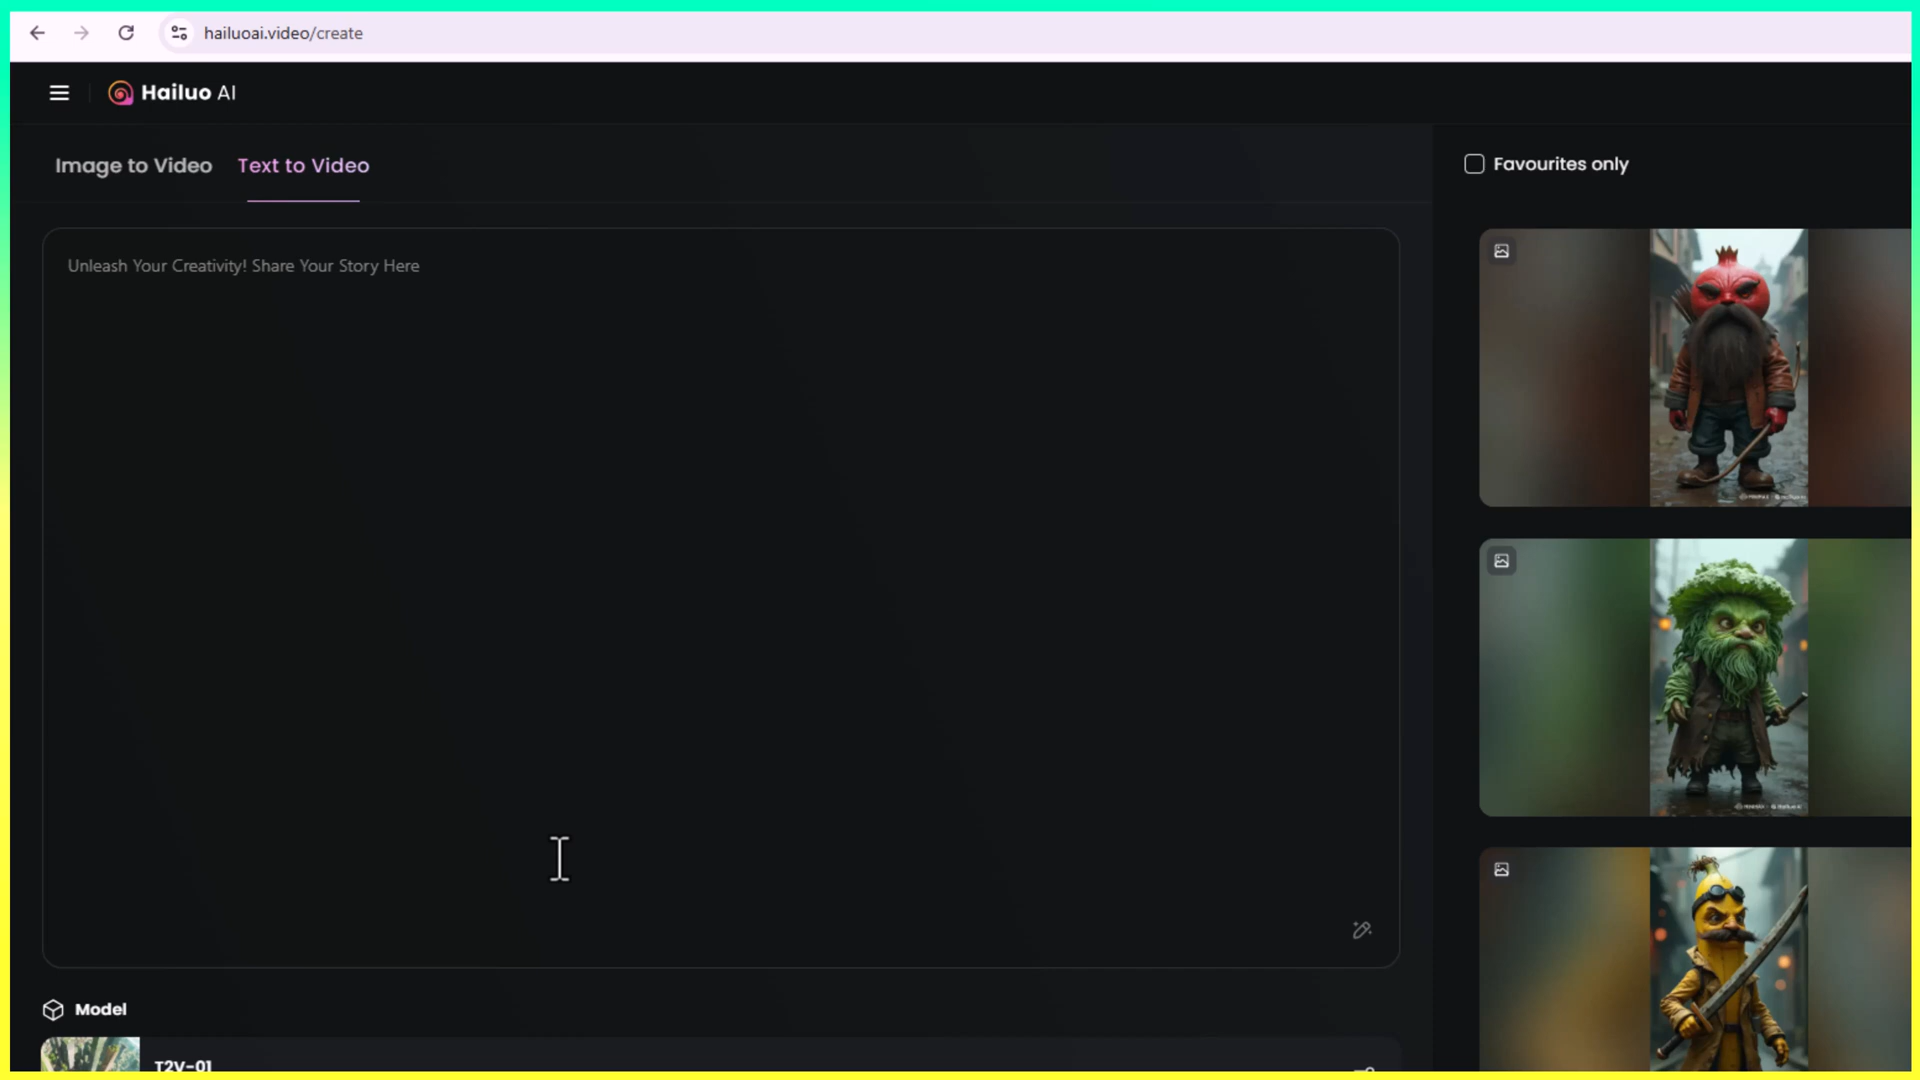 hailuoai.video/create
Hailuo AI
Image to Video Text to Video
Favourites only
Unleash Your Creativity! Share Your Story Here
Model
T2V-01